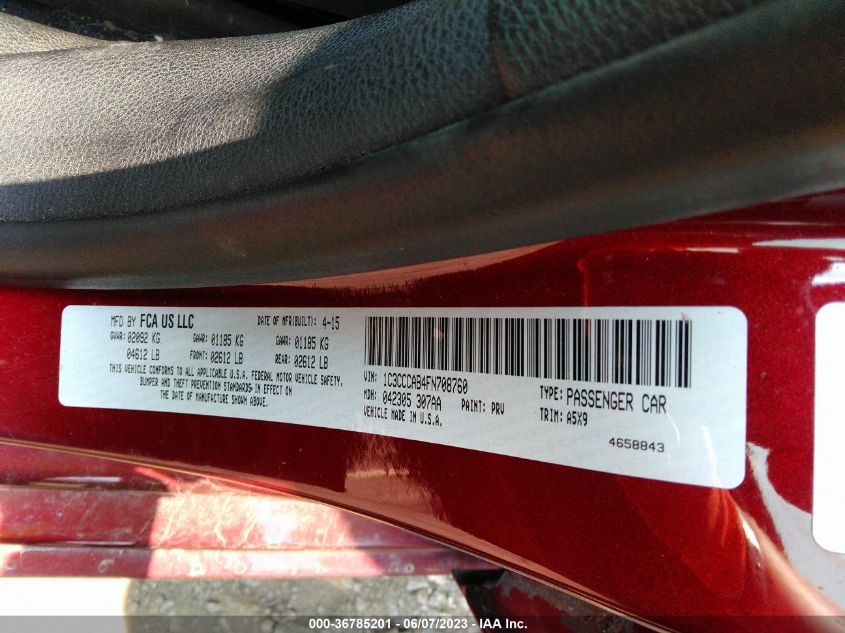 MFD BY FCA US LLC DATE OF MFR(BUILT): 4-15
GVWR: 02092 KG GAWR: 01185 KG GAWR: 01185 KG
04612 LB FRONT: 02612 LB REAR: 02612 LB
THIS VEHICLE CONFORMS TO ALL APPLICABLE U.S.A. FEDERAL MOTOR VEHICLE SAFETY,
BUMPER AND THEFT PREVENTION STANDARDS IN EFFECT ON
THE DATE OF MANUFACTURE SHOWN ABOVE.
VIN: 1C3CCCAB4FN708760 TYPE: PASSENGER CAR
MDH: 042305 307AA PAINT: PRV TRIM: A5X9
VEHICLE MADE IN U.S.A.
4658843
000-36785201 - 06/07/2023 - IAA Inc.